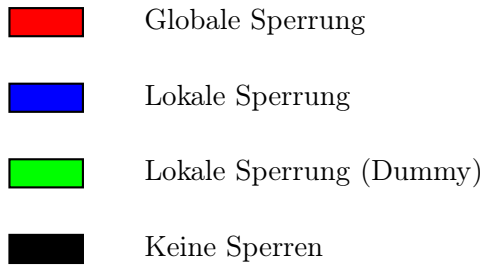 Globale Sperrung
Lokale Sperrung
Lokale Sperrung (Dummy)
Keine Sperren